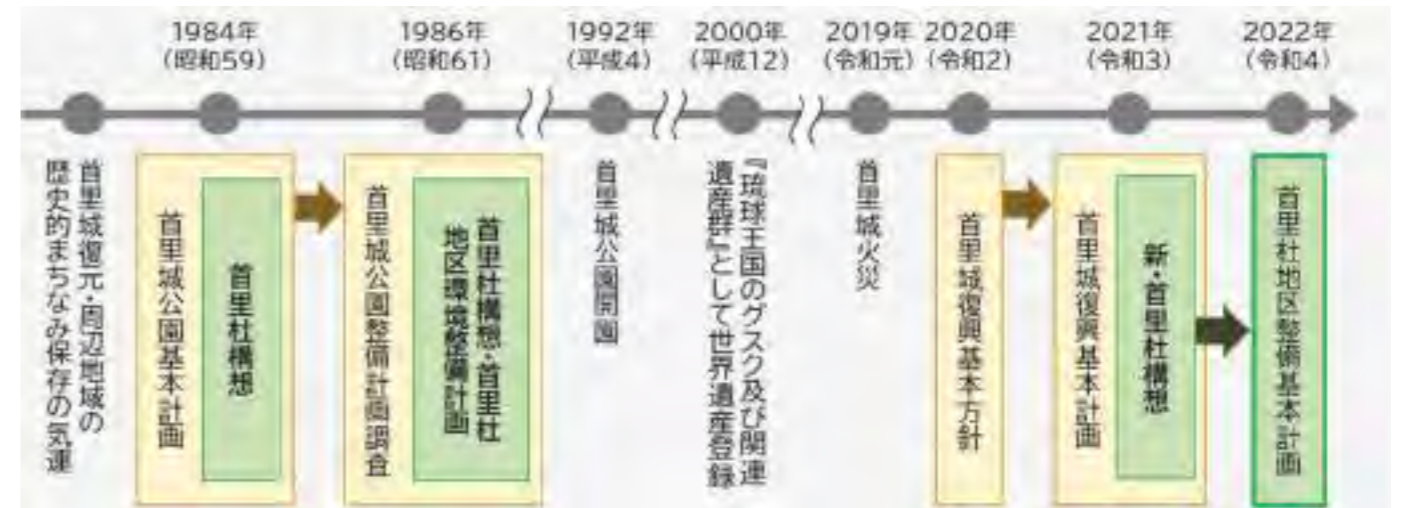 1984年
(昭和59)
1986年
(昭和61)
1992年
(平成4)
2000年
(平成12)
2019年
(令和元)
2020年
(令和2)
2021年
(令和3)
2022年
(令和4)
首里城復元・周辺地域の
歴史的まちなみ保存の気運
首里城公園基本計画
首里杜構想
首里城公園整備計画調査
首里杜構想・首里杜
地区環境整備計画
首里城公園開園
『琉球王国のグスク及び関連
遺産群』として世界遺産登録
首里城火災
首里城復興基本方針
首里城復興基本計画
新・首里杜構想
首里杜地区整備基本計画